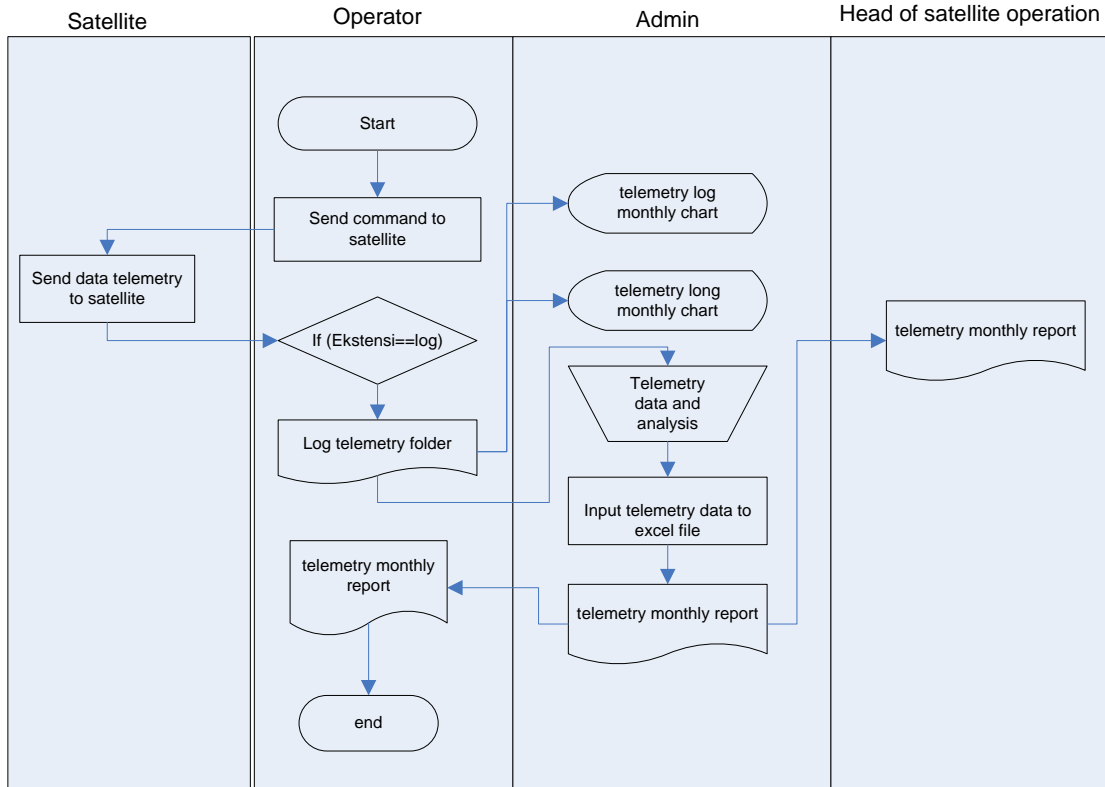 Satellite
Operator
Admin
Head of satellite operation
Start
Send command to
satellite
Send data telemetry
to satellite
If (Ekstensi==log)
Log telemetry folder
telemetry log
monthly chart
telemetry long
monthly chart
Telemetry
data and
analysis
Input telemetry data to
excel file
telemetry monthly report
telemetry monthly report
telemetry monthly
report
end